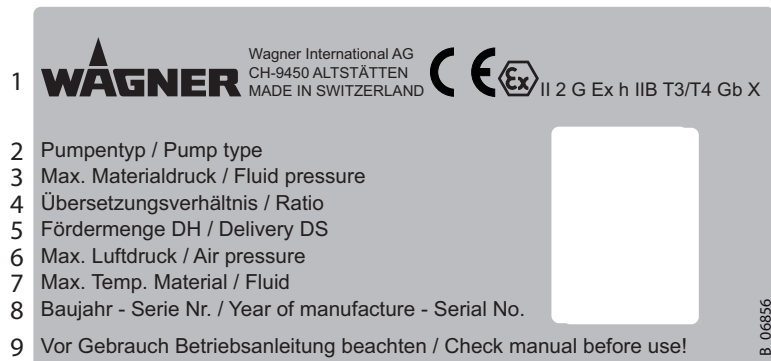 1 WAGNER
Wagner International AG
CH-9450 ALTSTÄTTEN
MADE IN SWITZERLAND
CE Ex II 2 G Ex h IIB T3/T4 Gb X
2 Pumpentyp / Pump type
3 Max. Materialdruck / Fluid pressure
4 Übersetzungsverhältnis / Ratio
5 Fördermenge DH / Delivery DS
6 Max. Luftdruck / Air pressure
7 Max. Temp. Material / Fluid
8 Baujahr - Serie Nr. / Year of manufacture - Serial No.
9 Vor Gebrauch Betriebsanleitung beachten / Check manual before use!
B_06856